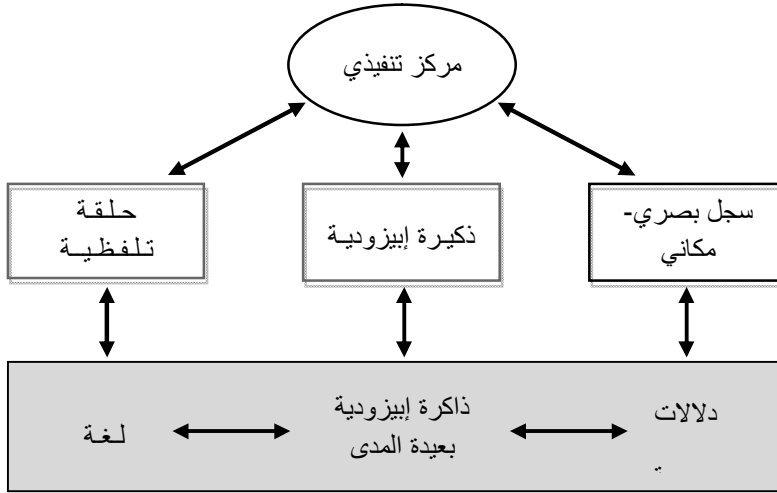 مركز تنفيذي
سجل بصري-
مكاني
ذكيرة إبيزودية
حلقة
تلفظية
دلالات
ذاكرة إبيزودية
بعيدة المدى
لغة